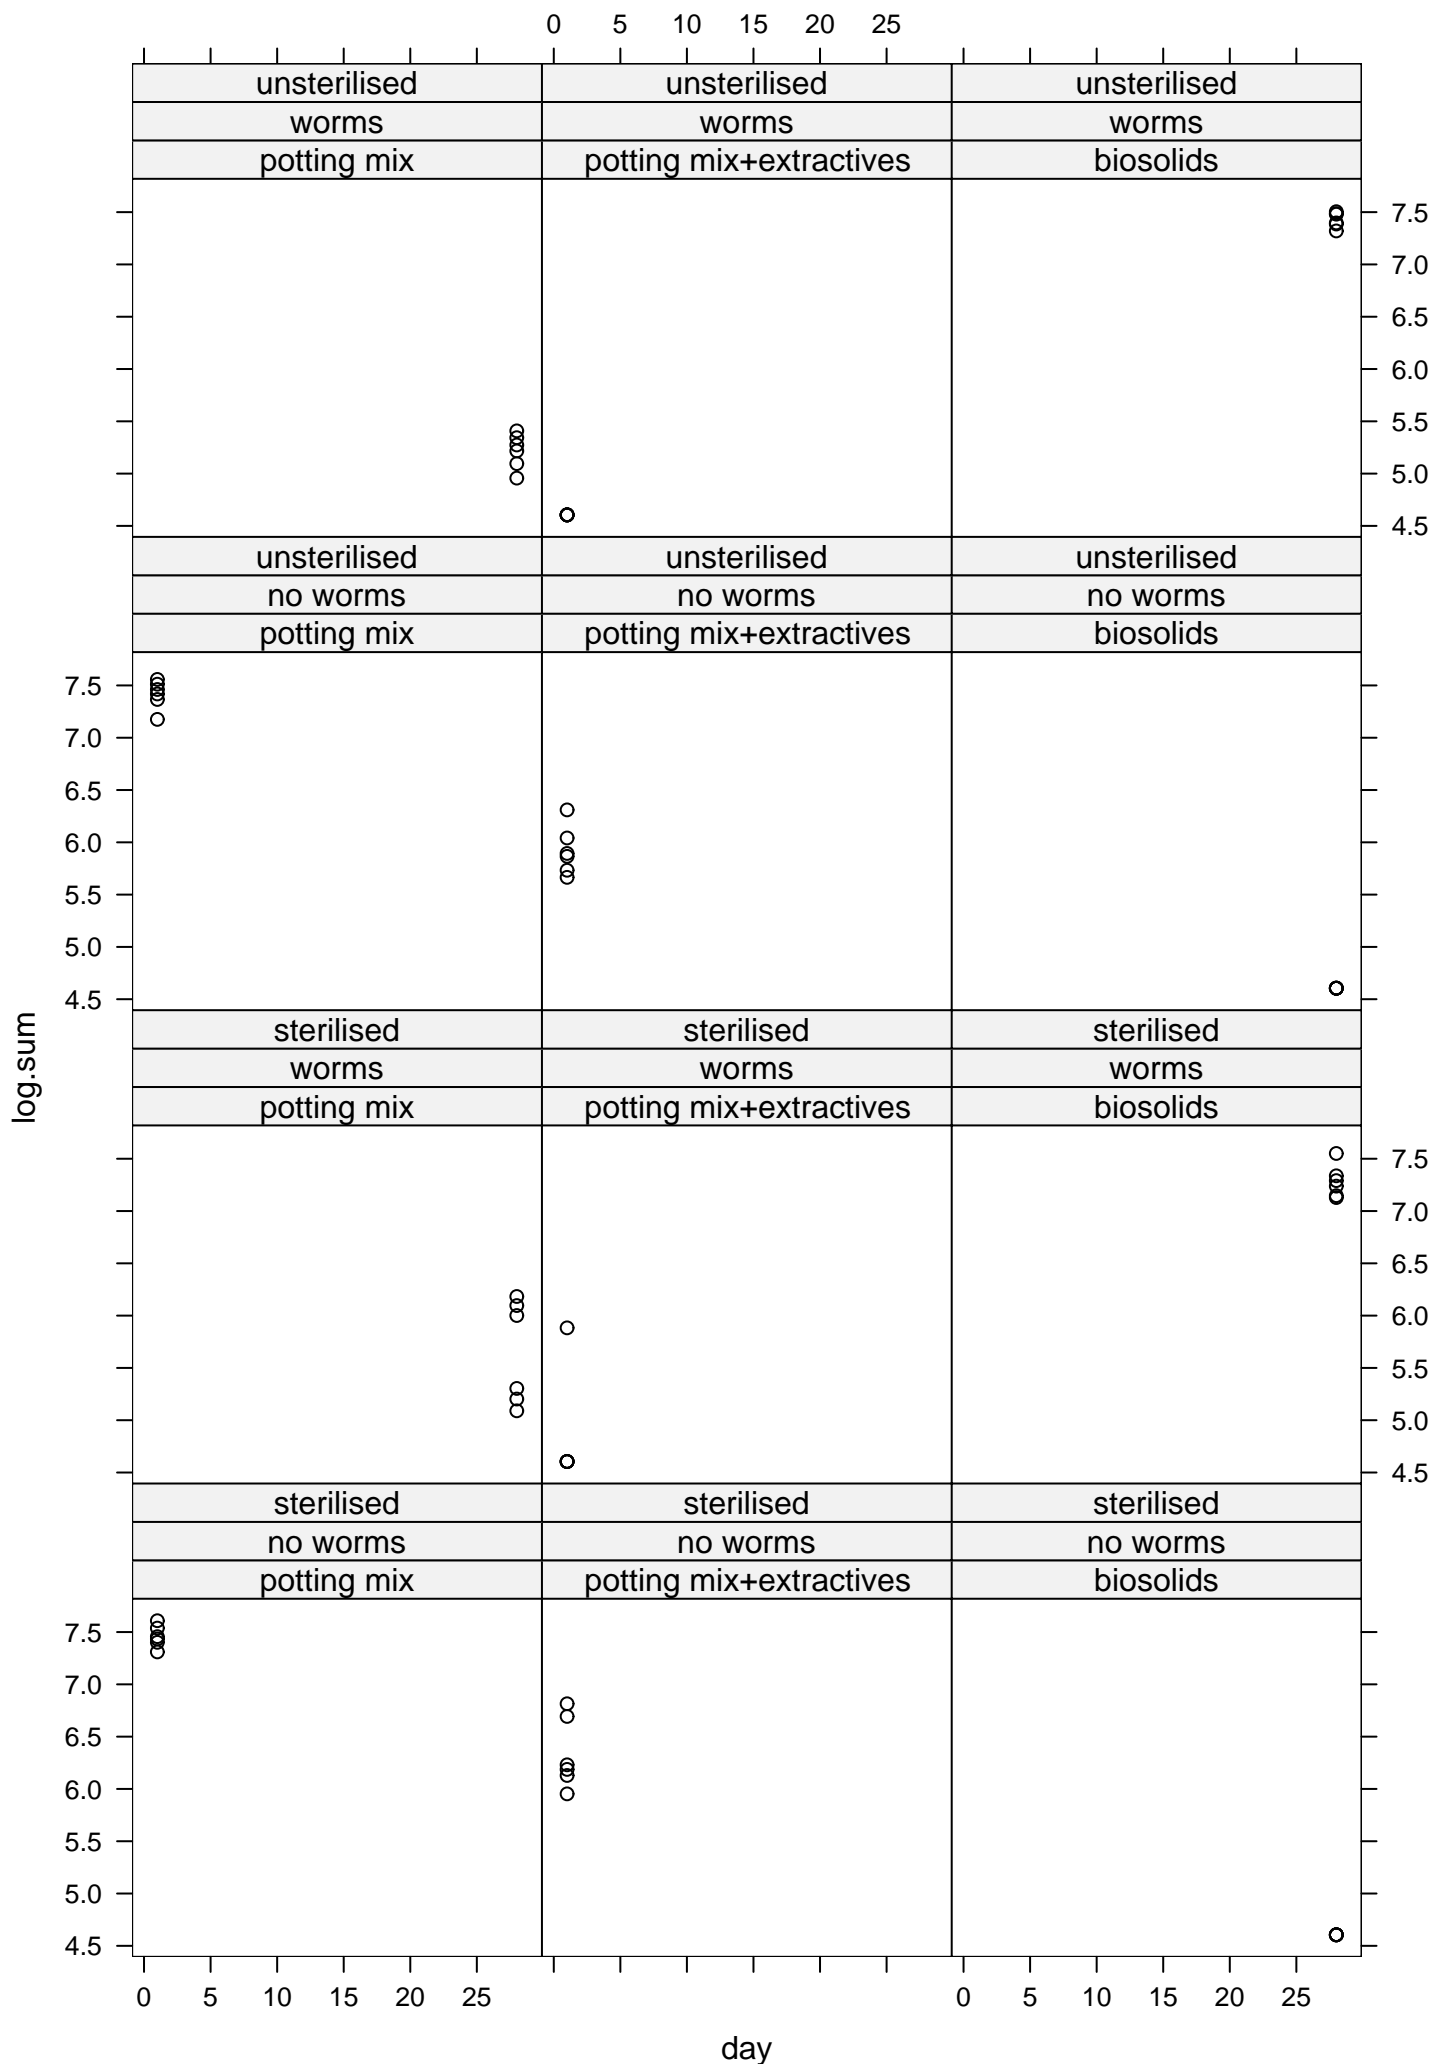 0 5 10 15 20 25
unsterilised unsterilised unsterilised
worms worms worms
potting mix potting mix+extractives biosolids
7.5
7.0
6.5
6.0
5.5
5.0
4.5
unsterilised unsterilised unsterilised
no worms no worms no worms
potting mix potting mix+extractives biosolids
7.5
7.0
6.5
6.0
5.5
5.0
4.5
log.sum
sterilised sterilised sterilised
worms worms worms
potting mix potting mix+extractives biosolids
7.5
7.0
6.5
6.0
5.5
5.0
4.5
sterilised sterilised sterilised
no worms no worms no worms
potting mix potting mix+extractives biosolids
7.5
7.0
6.5
6.0
5.5
5.0
4.5
0 5 10 15 20 25 0 5 10 15 20 25
day